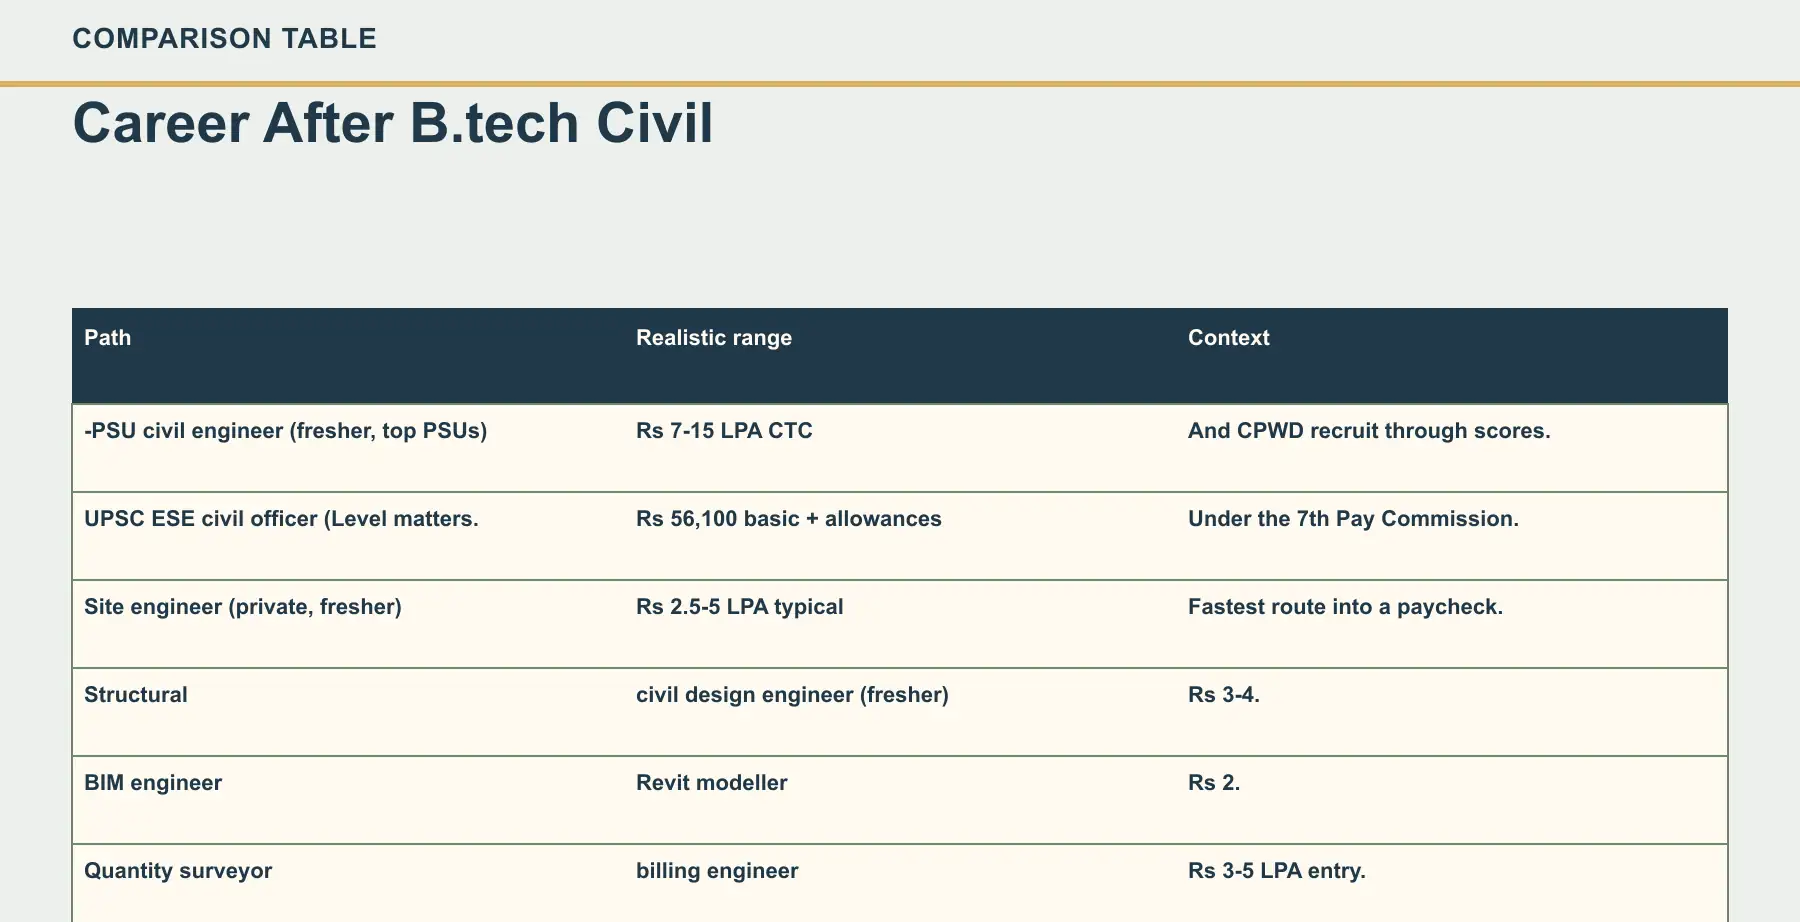 COMPARISON TABLE
Career After B.tech Civil
Path Realistic range Context
-PSU civil engineer (fresher, top PSUs) Rs 7-15 LPA CTC And CPWD recruit through scores.
UPSC ESE civil officer (Level matters. Rs 56,100 basic + allowances Under the 7th Pay Commission.
Site engineer (private, fresher) Rs 2.5-5 LPA typical Fastest route into a paycheck.
Structural civil design engineer (fresher) Rs 3-4.
BIM engineer Revit modeller Rs 2.
Quantity surveyor billing engineer Rs 3-5 LPA entry.